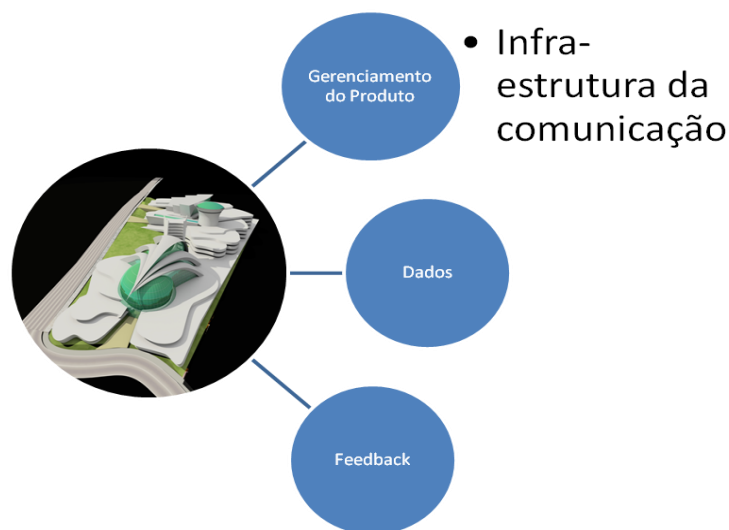 Gerenciamento
do Produto
• Infra-
estrutura da
comunicação
Dados
Feedback